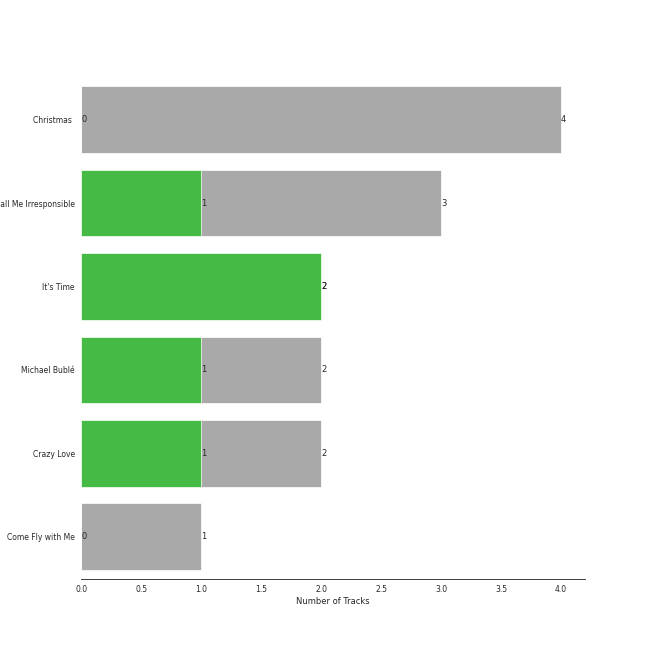 Christmas 0 4
all Me Irresponsible 1 3
It's Time 2
Michael Bublé 1 2
Crazy Love 1 2
Come Fly with Me 0 1
0.0 0.5 1.0 1.5 2.0 2.5 3.0 3.5 4.0
Number of Tracks